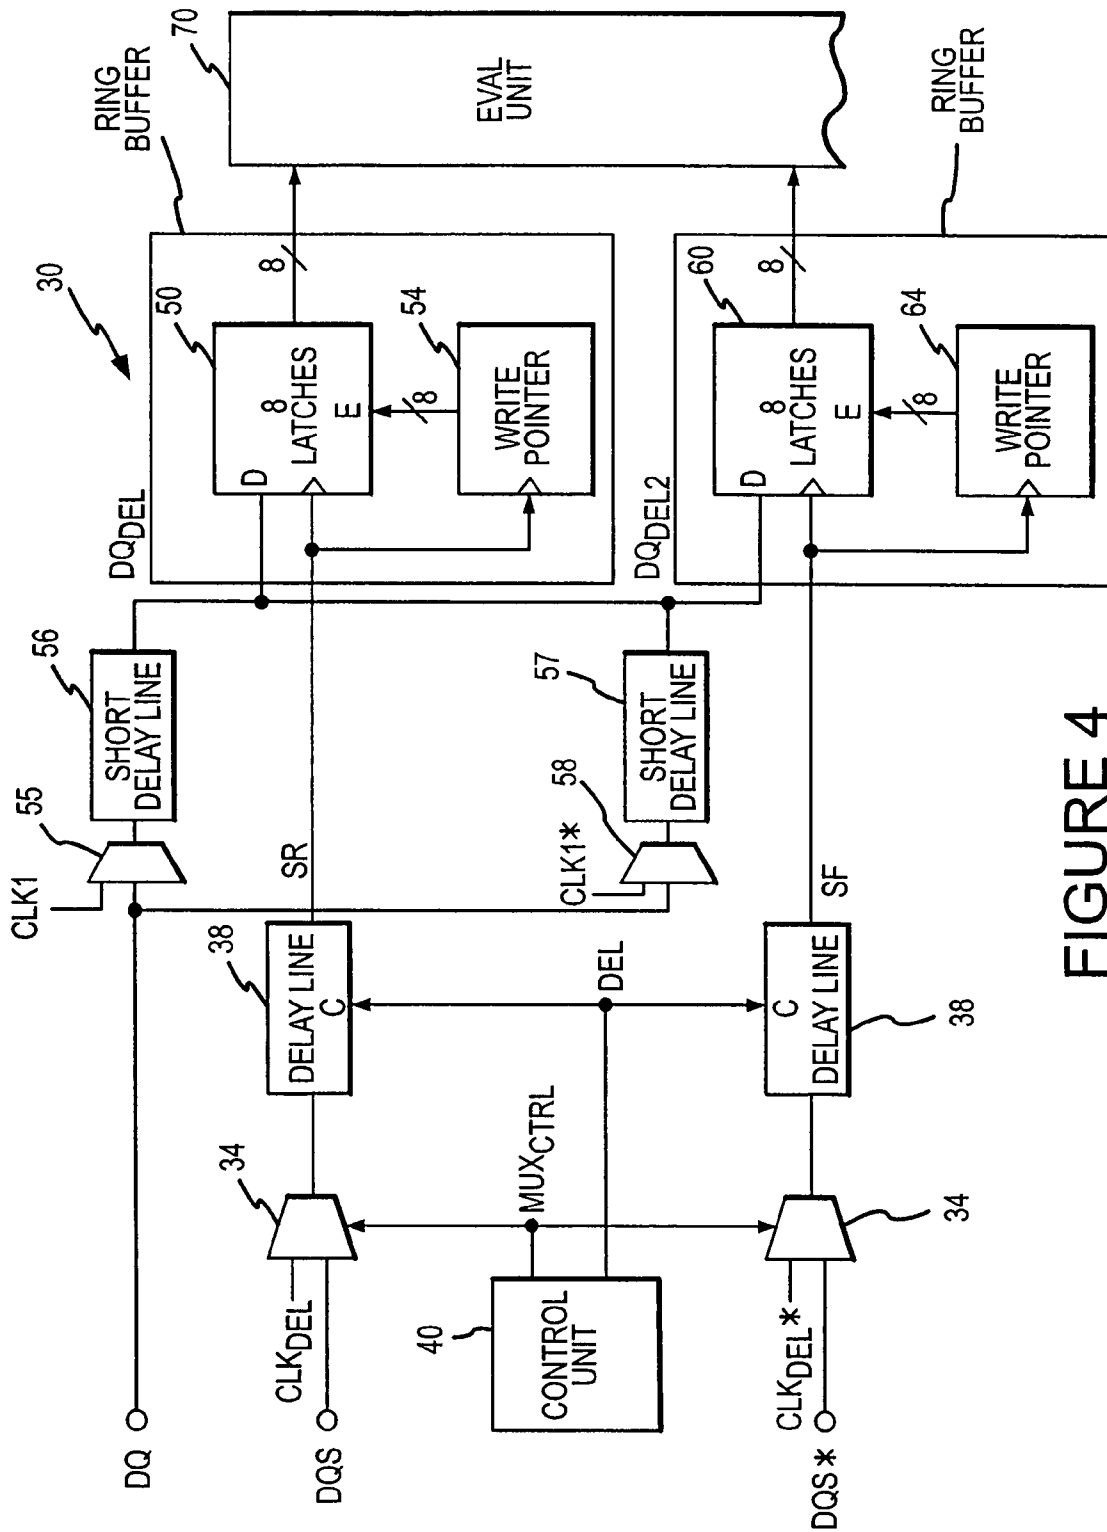 30
RING
BUFFER
70
EVAL
UNIT
CLK1
55
56
SHORT
DELAY LINE
DQ
DQDEL
50
D
8
LATCHES
E
8
8
54
WRITE
POINTER
CLKDEL
DQS
34
38
DELAY LINE
C
SR
40
CONTROL
UNIT
MUXCTRL
DEL
CLK1*
58
57
SHORT
DELAY LINE
DQDEL2
60
D
8
LATCHES
E
8
8
64
WRITE
POINTER
RING
BUFFER
CLKDEL*
DQS*
34
C
DELAY LINE
38
SF
FIGURE 4